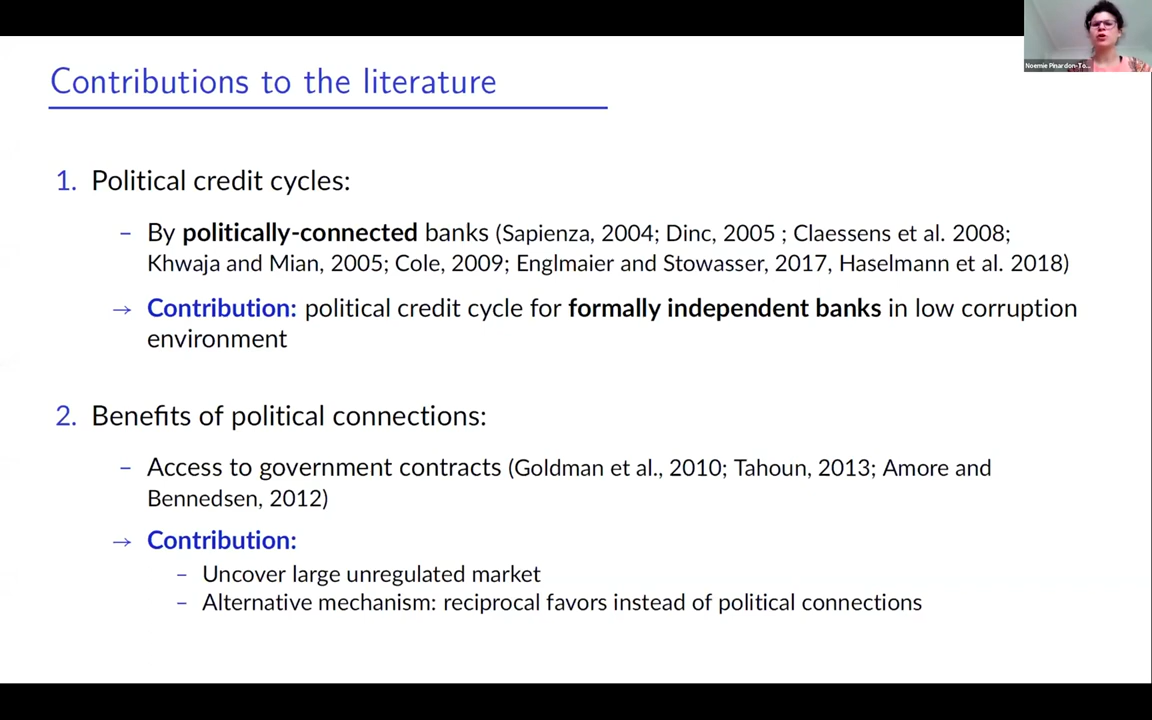 Contributions to the literature
Noemie Pinardon-To...
1. Political credit cycles:
– By politically-connected banks (Sapienza, 2004; Dinc, 2005 ; Claessens et al. 2008;
Khwaja and Mian, 2005; Cole, 2009; Englmaier and Stowasser, 2017, Haselmann et al. 2018)
→ Contribution: political credit cycle for formally independent banks in low corruption
environment
2. Benefits of political connections:
– Access to government contracts (Goldman et al., 2010; Tahoun, 2013; Amore and
Bennedsen, 2012)
→ Contribution:
– Uncover large unregulated market
– Alternative mechanism: reciprocal favors instead of political connections